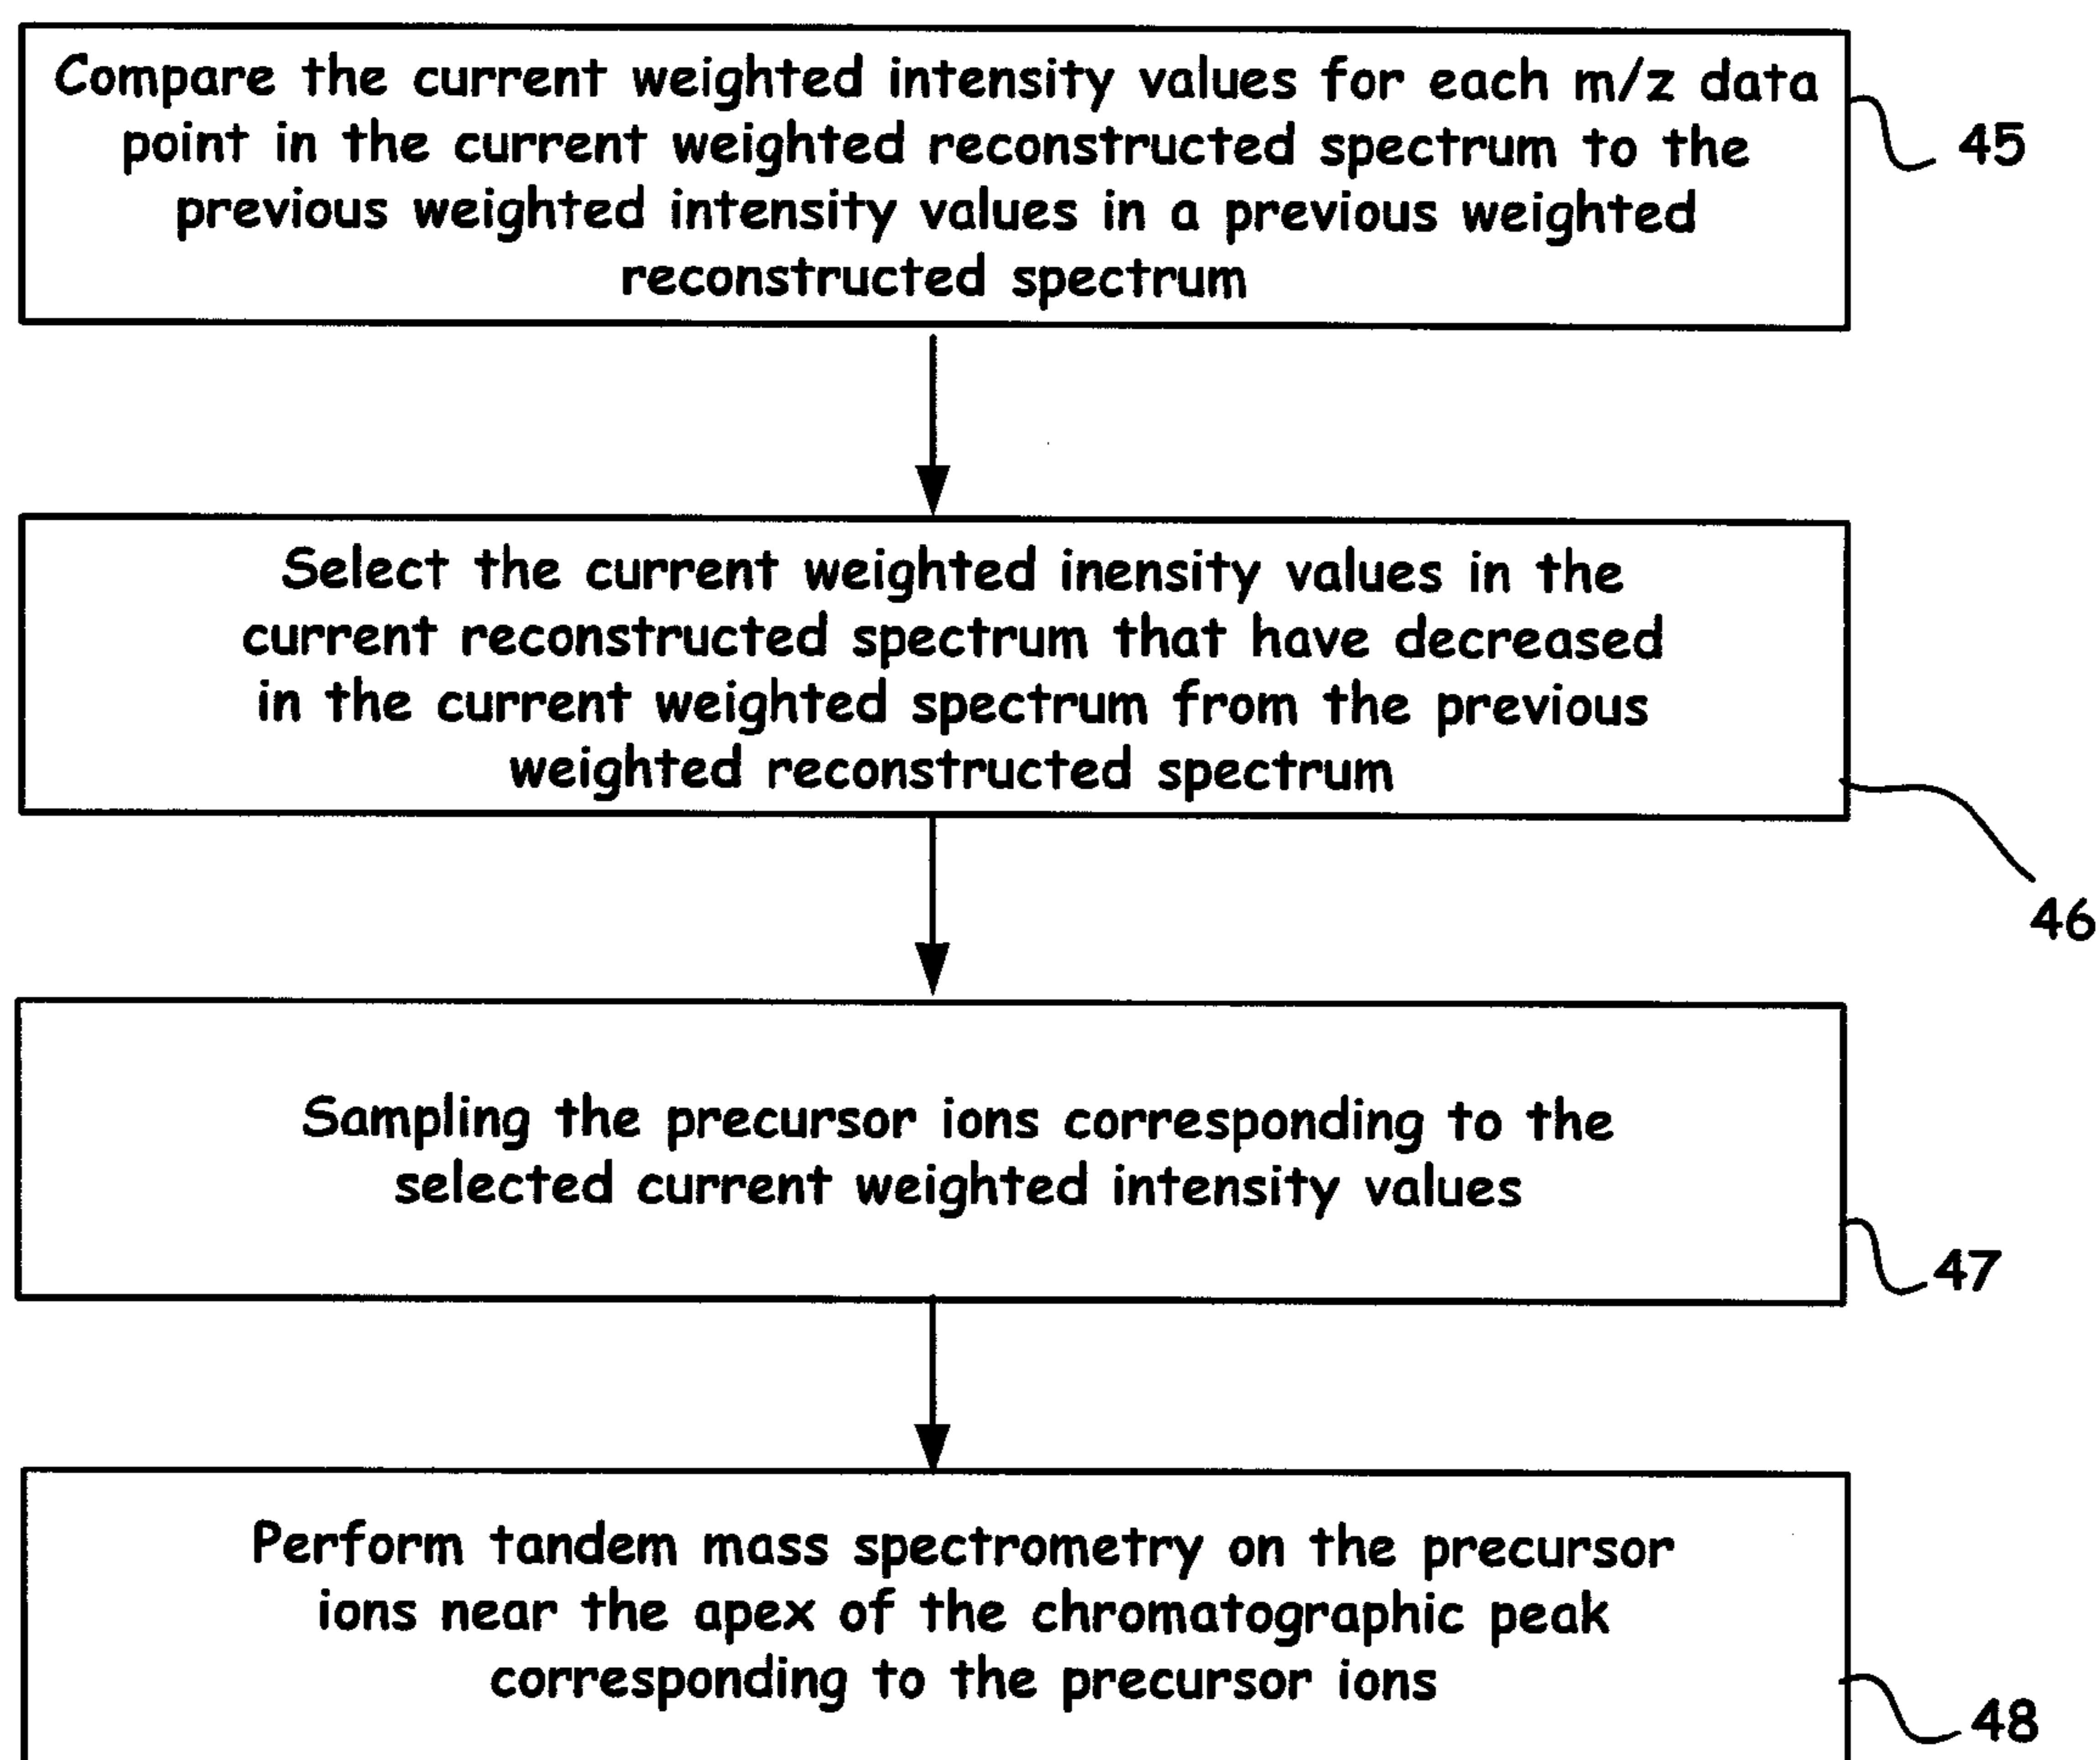 Compare the current weighted intensity values for each m/z data
point in the current weighted reconstructed spectrum to the
previous weighted intensity values in a previous weighted
reconstructed spectrum
45
Select the current weighted inensity values in the
current reconstructed spectrum that have decreased
in the current weighted spectrum from the previous
weighted reconstructed spectrum
46
Sampling the precursor ions corresponding to the
selected current weighted intensity values
47
Perform tandem mass spectrometry on the precursor
ions near the apex of the chromatographic peak
corresponding to the precursor ions
48